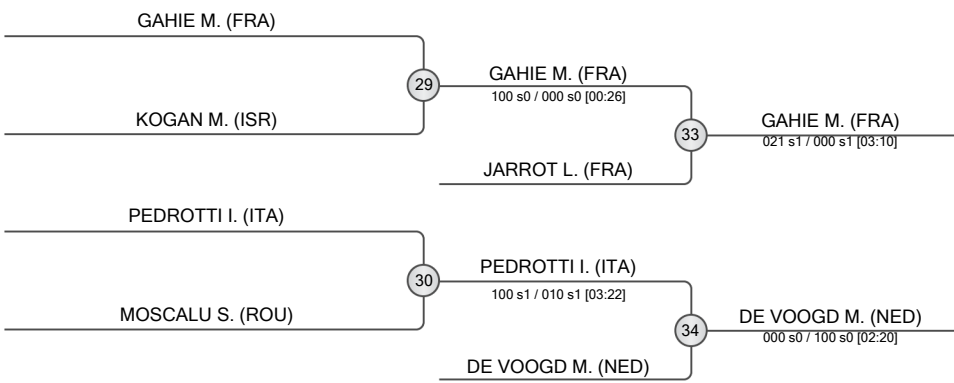 GAHIE M. (FRA)
29
GAHIE M. (FRA)
100 s0 / 000 s0 [00:26]
KOGAN M. (ISR)
33
GAHIE M. (FRA)
021 s1 / 000 s1 [03:10]
JARROT L. (FRA)
PEDROTTI I. (ITA)
30
PEDROTTI I. (ITA)
100 s1 / 010 s1 [03:22]
MOSCALU S. (ROU)
34
DE VOOGD M. (NED)
000 s0 / 100 s0 [02:20]
DE VOOGD M. (NED)